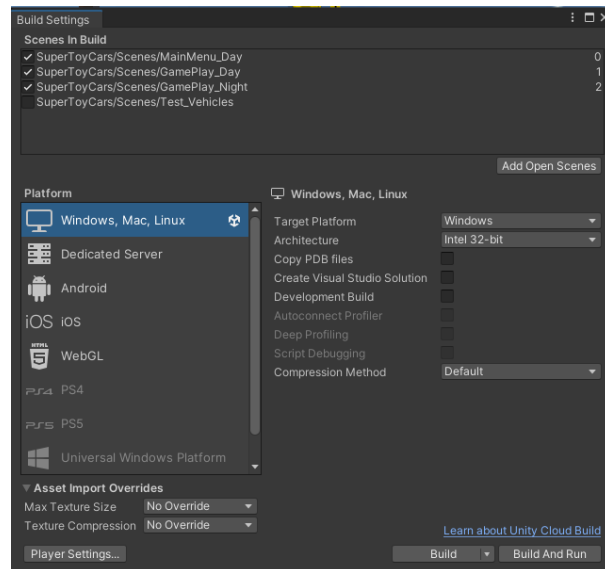 Build Settings
Scenes In Build
SuperToyCars/Scenes/MainMenu_Day 0
SuperToyCars/Scenes/GamePlay_Day 1
SuperToyCars/Scenes/GamePlay_Night 2
SuperToyCars/Scenes/Test_Vehicles
Add Open Scenes
Platform
Windows, Mac, Linux
Dedicated Server
Android
iOS iOS
HTML 5 WebGL
PS4 PS4
PS5 PS5
Universal Windows Platform
Windows, Mac, Linux
Target Platform Windows
Architecture Intel 32-bit
Copy PDB files
Create Visual Studio Solution
Development Build
Autoconnect Profiler
Deep Profiling
Script Debugging
Compression Method Default
Asset Import Overrides
Max Texture Size No Override
Texture Compression No Override
Learn about Unity Cloud Build
Player Settings...
Build
Build And Run